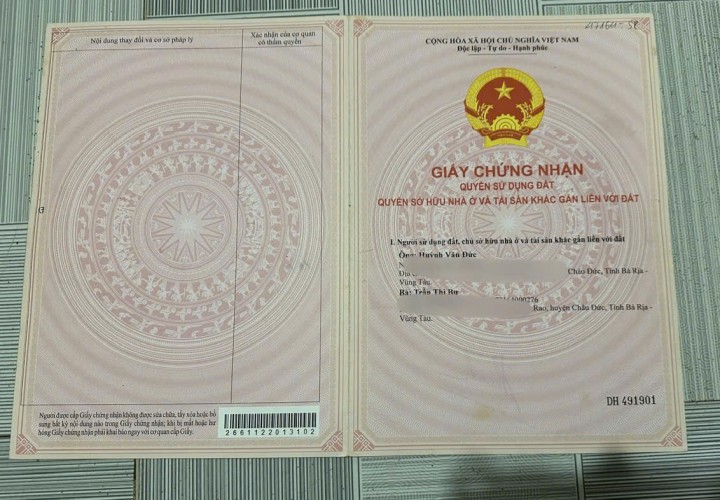 Nội dung thay đổi và cơ sở pháp lý
Xác nhận của cơ quan
có thẩm quyền
Người được cấp Giấy chứng nhận không được sửa chữa, tẩy xóa hoặc bổ
sung bất kỳ nội dung nào trong Giấy chứng nhận; khi bị mất hoặc hư
hỏng Giấy chứng nhận phải khai báo ngay với cơ quan cấp Giấy.
2661122013102
CỘNG HÒA XÃ HỘI CHỦ NGHĨA VIỆT NAM
Độc lập - Tự do - Hạnh phúc
GIẤY CHỨNG NHẬN
QUYỀN SỬ DỤNG ĐẤT
QUYỀN SỞ HỮU NHÀ Ở VÀ TÀI SẢN KHÁC GẮN LIỀN VỚI ĐẤT
I. Người sử dụng đất, chủ sở hữu nhà ở và tài sản khác gắn liền với đất
Ông: Huỳnh Văn Đức
Châu Đức, Tỉnh Bà Rịa -
Vũng Tàu.
Bà: Trần Thị
Rao, huyện Châu Đức, Tỉnh Bà Rịa -
Vũng Tàu.
DH 491901